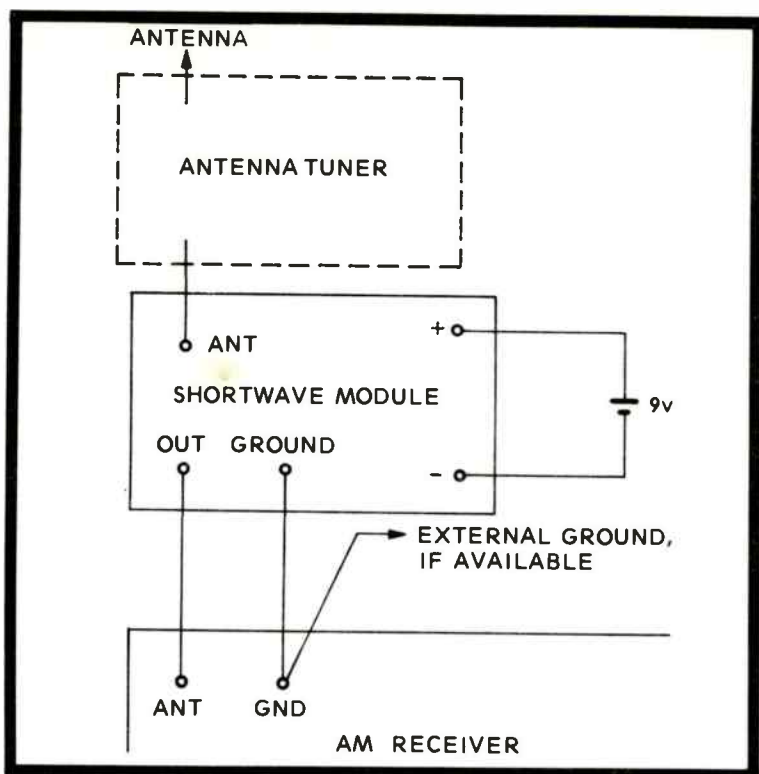 ANTENNA
ANTENNA TUNER
ANT
+
SHORTWAVE MODULE
9v
OUT GROUND
-
EXTERNAL GROUND,
IF AVAILABLE
ANT GND
AM RECEIVER